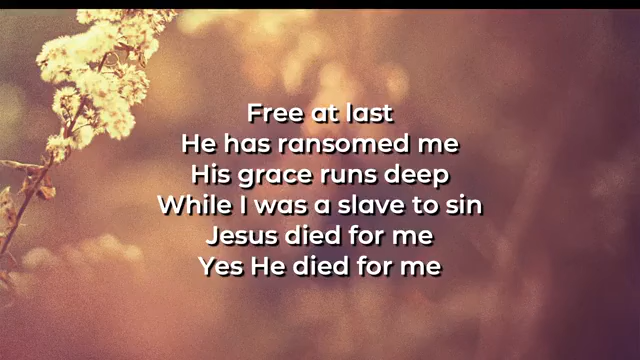 Free at last
He has ransomed me
His grace runs deep
While I was a slave to sin
Jesus died for me
Yes He died for me